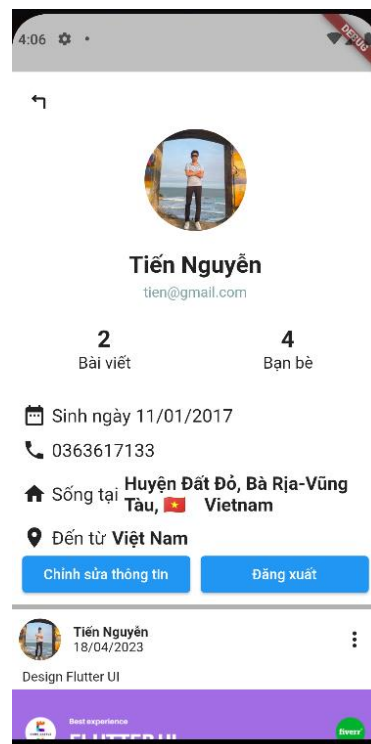 4:06
DEBUG
Tiến Nguyễn
tien@gmail.com
2 4
Bài viết Bạn bè
Sinh ngày 11/01/2017
0363617133
Sống tại Huyện Đất Đỏ, Bà Rịa-Vũng
Tàu, 🇻🇳 Vietnam
Đến từ Việt Nam
Chỉnh sửa thông tin Đăng xuất
Tiến Nguyễn
18/04/2023
Design Flutter UI
Best experience
FLUTTER UI
fiverr